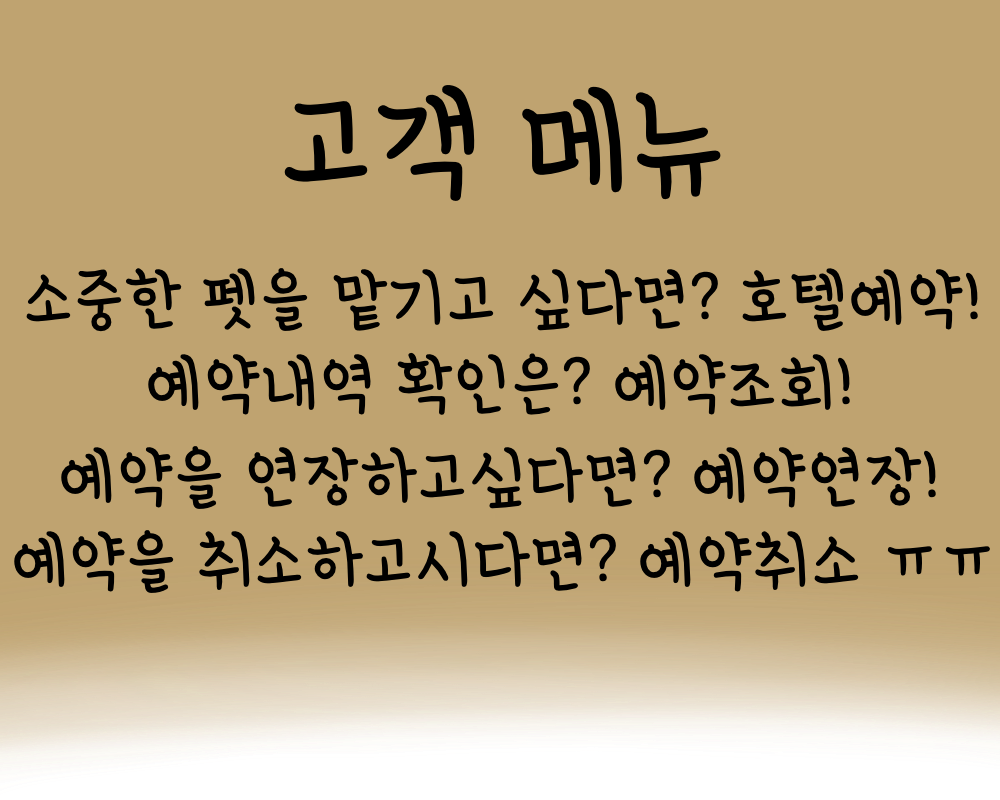 고객 메뉴
소중한 펫을 맡기고 싶다면? 호텔예약!
예약내역 확인은? 예약조회!
예약을 연장하고싶다면? 예약연장!
예약을 취소하고시다면? 예약취소 ㅠㅠ